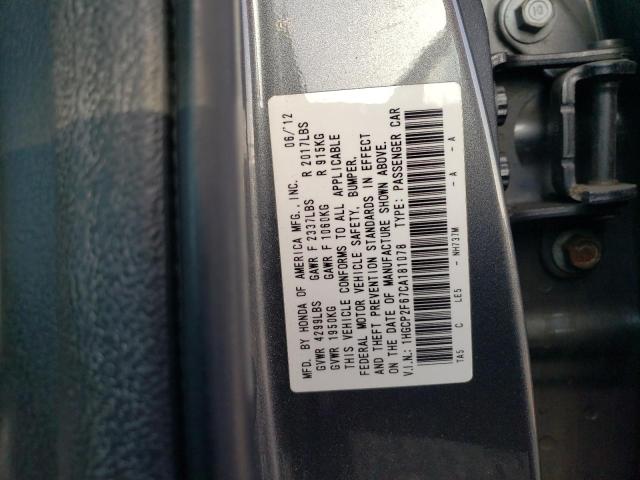 MFD. BY HONDA OF AMERICA MFG., INC. 06/'12
GVWR 4299LBS GAWR F 2337LBS R 2017LBS
GVWR 1950KG GAWR F 1060KG R 915KG
THIS VEHICLE CONFORMS TO ALL APPLICABLE
FEDERAL MOTOR VEHICLE SAFETY, BUMPER,
AND THEFT PREVENTION STANDARDS IN EFFECT
ON THE DATE OF MANUFACTURE SHOWN ABOVE.
V.I.N.: 1HGCP2F67CA181078 TYPE: PASSENGER CAR
TA5 C LE5 - NH737M - A - A